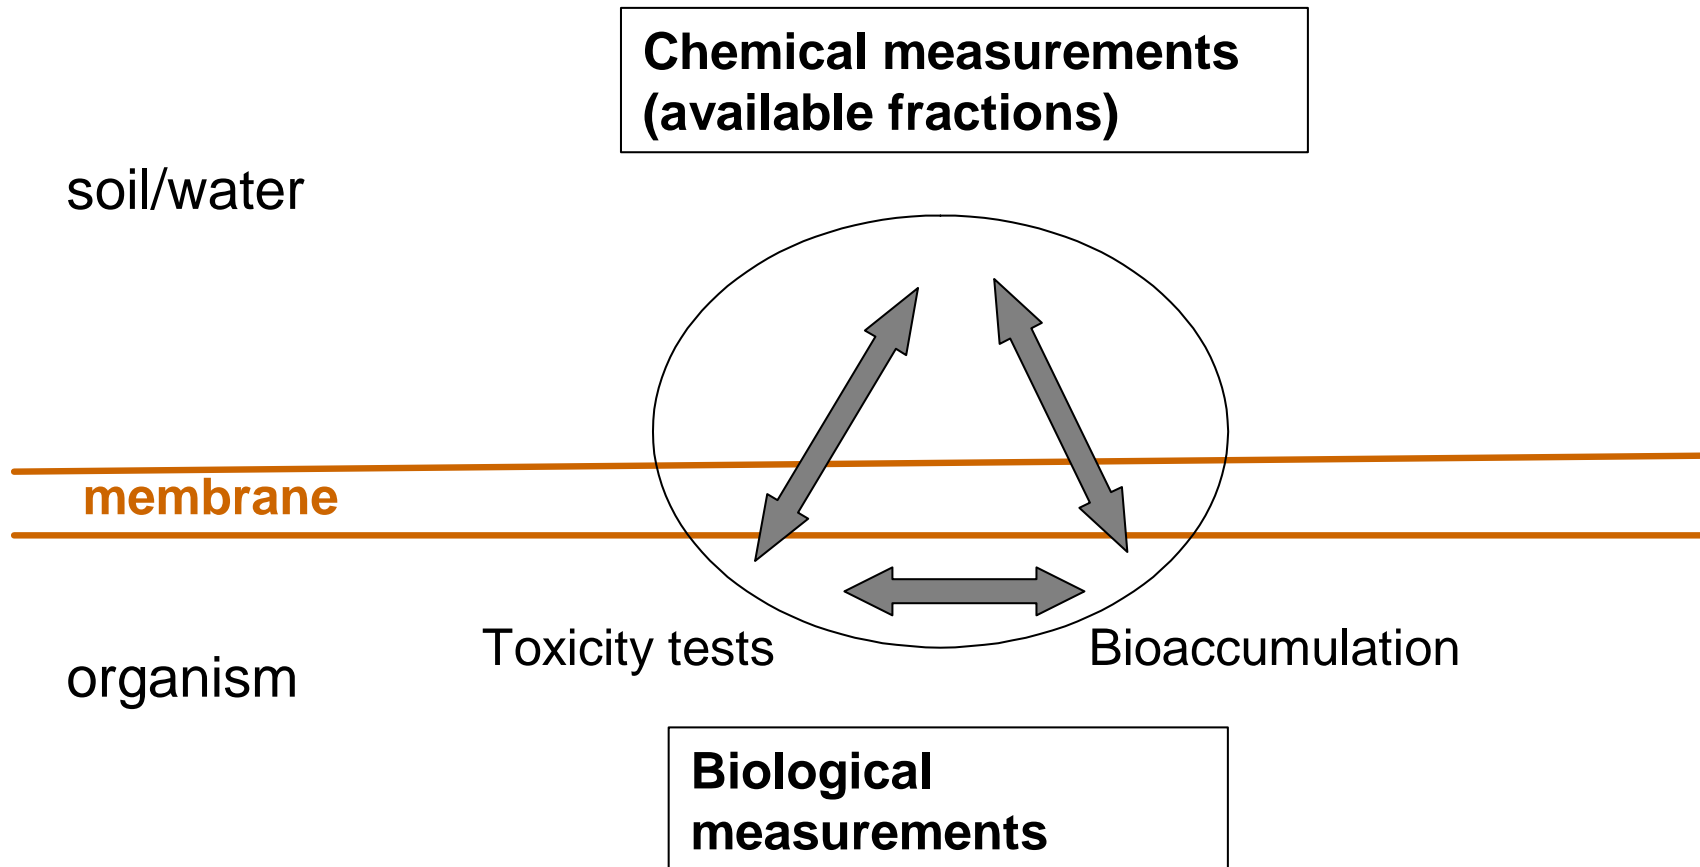 Chemical measurements
(available fractions)
soil/water
membrane
Toxicity tests
Bioaccumulation
organism
Biological
measurements